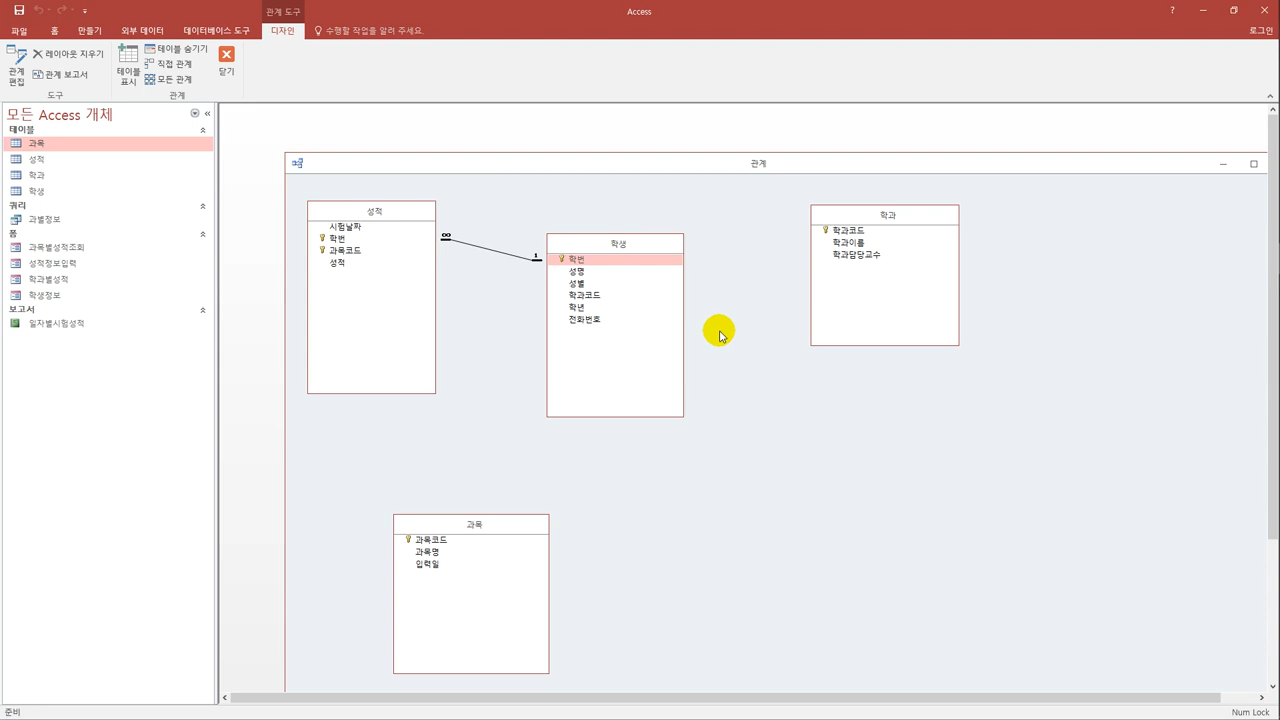 관계 도구
Access
파일
홈
만들기
외부 데이터
데이터베이스 도구
디자인
수행할 작업을 알려 주세요.
로그인
관계
편집
레이아웃 지우기
관계 보고서
도구
테이블
표시
테이블 숨기기
직접 관계
모든 관계
관계
닫기
모든 Access 개체
테이블
과목
성적
학과
학생
쿼리
과별정보
폼
과목별성적조회
성적정보입력
학과별성적
학생정보
보고서
일자별시험성적
관계
성적
시험날짜
학번
과목코드
성적
∞
1
학생
학번
성명
성별
학과코드
학년
전화번호
학과
학과코드
학과이름
학과담당교수
과목
과목코드
과목명
입력일
준비
Num Lock